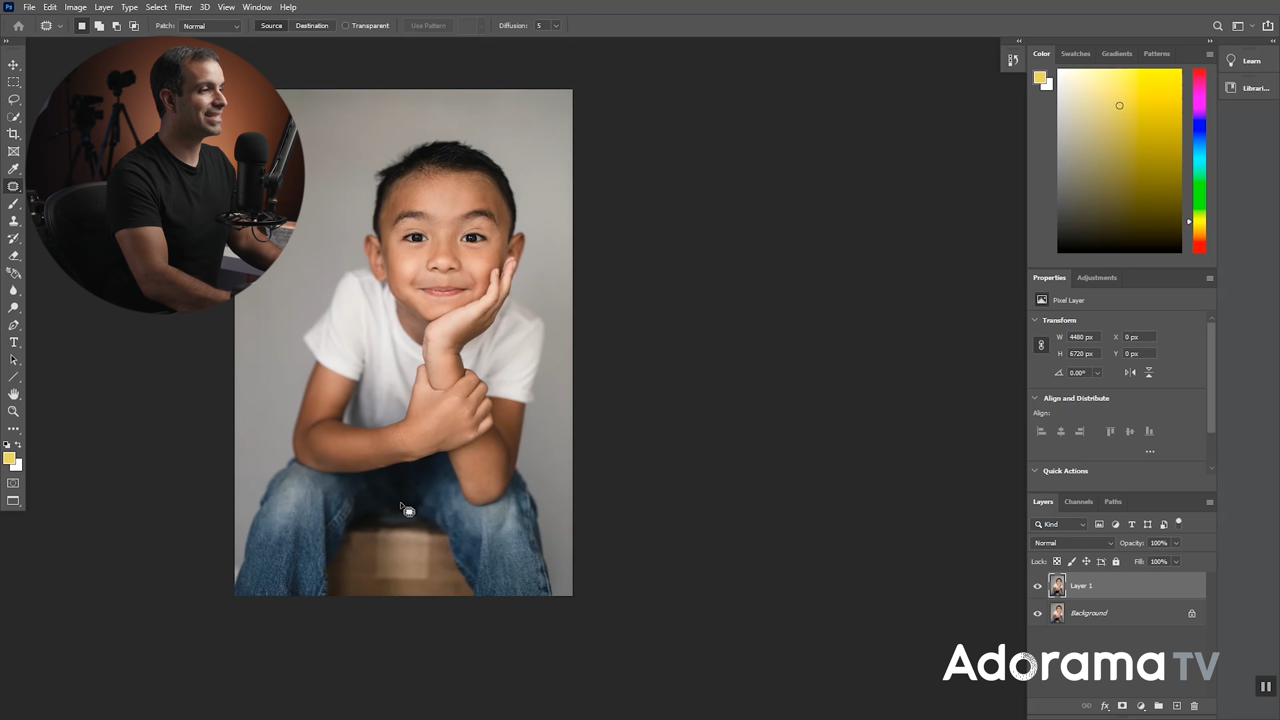 Ps File Edit Image Layer Type Select Filter 3D View Window Help
Patch: Normal Source Destination Transparent Use Pattern Diffusion: 5
Color Swatches Gradients Patterns
Learn
Librari...
Properties Adjustments
Pixel Layer
Transform
W 4480 px X 0 px
H 6720 px Y 0 px
0.00°
Align and Distribute
Align:
Quick Actions
Layers Channels Paths
Kind
Normal Opacity: 100%
Lock: Fill: 100%
Layer 1
Background
Adorama TV